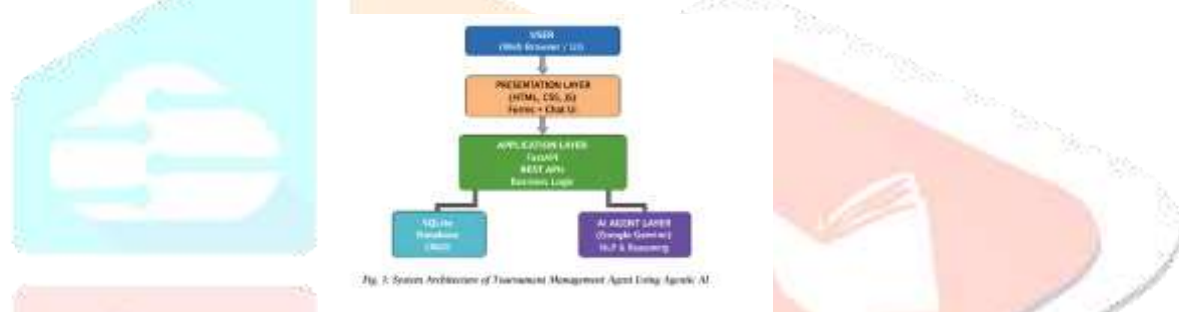 USER
(Web Browser / UI)
PRESENTATION LAYER
(HTML, CSS, JS)
Forms + Chat UI
APPLICATION LAYER
FastAPI
REST APIs
Business Logic
SQLite
Database
AI AGENT LAYER
(Google Gemini)
NLP & Reasoning
Fig. 1: System Architecture of Tournament Management Agent Using Agentic AI